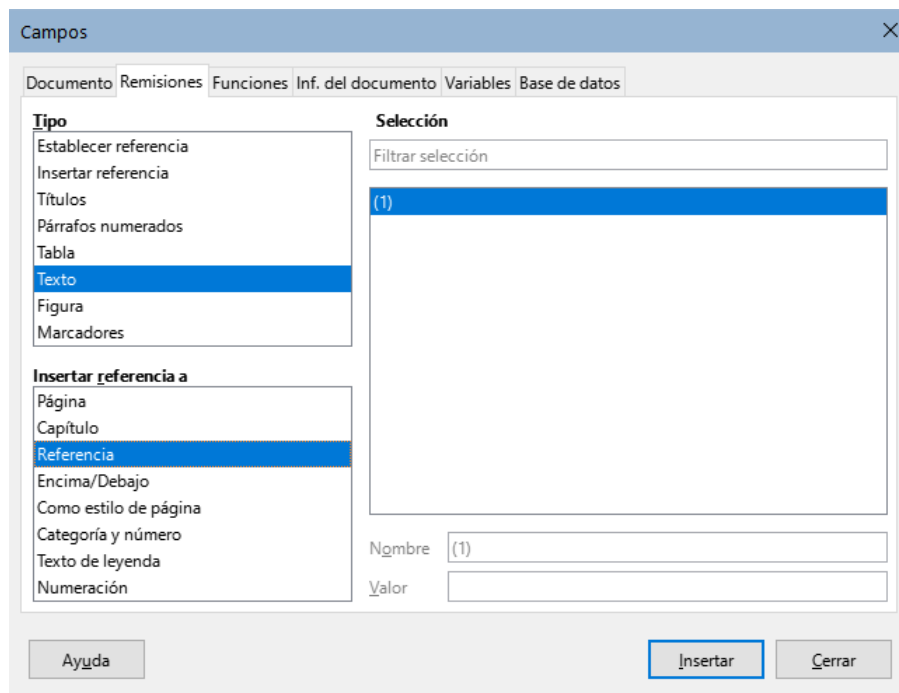 Campos
Documento Remisiones Funciones Inf. del documento Variables Base de datos
Tipo
Establecer referencia
Insertar referencia
Títulos
Párrafos numerados
Tabla
Texto
Figura
Marcadores
Insertar referencia a
Página
Capítulo
Referencia
Encima/Debajo
Como estilo de página
Categoría y número
Texto de leyenda
Numeración
Selección
Filtrar selección
(1)
Nombre (1)
Valor
Ayuda Insertar Cerrar